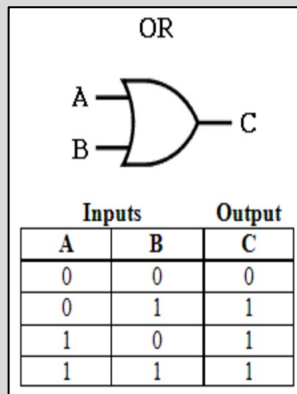 OR
A
C
B
Inputs Output
A B C
0 0 0
0 1 1
1 0 1
1 1 1